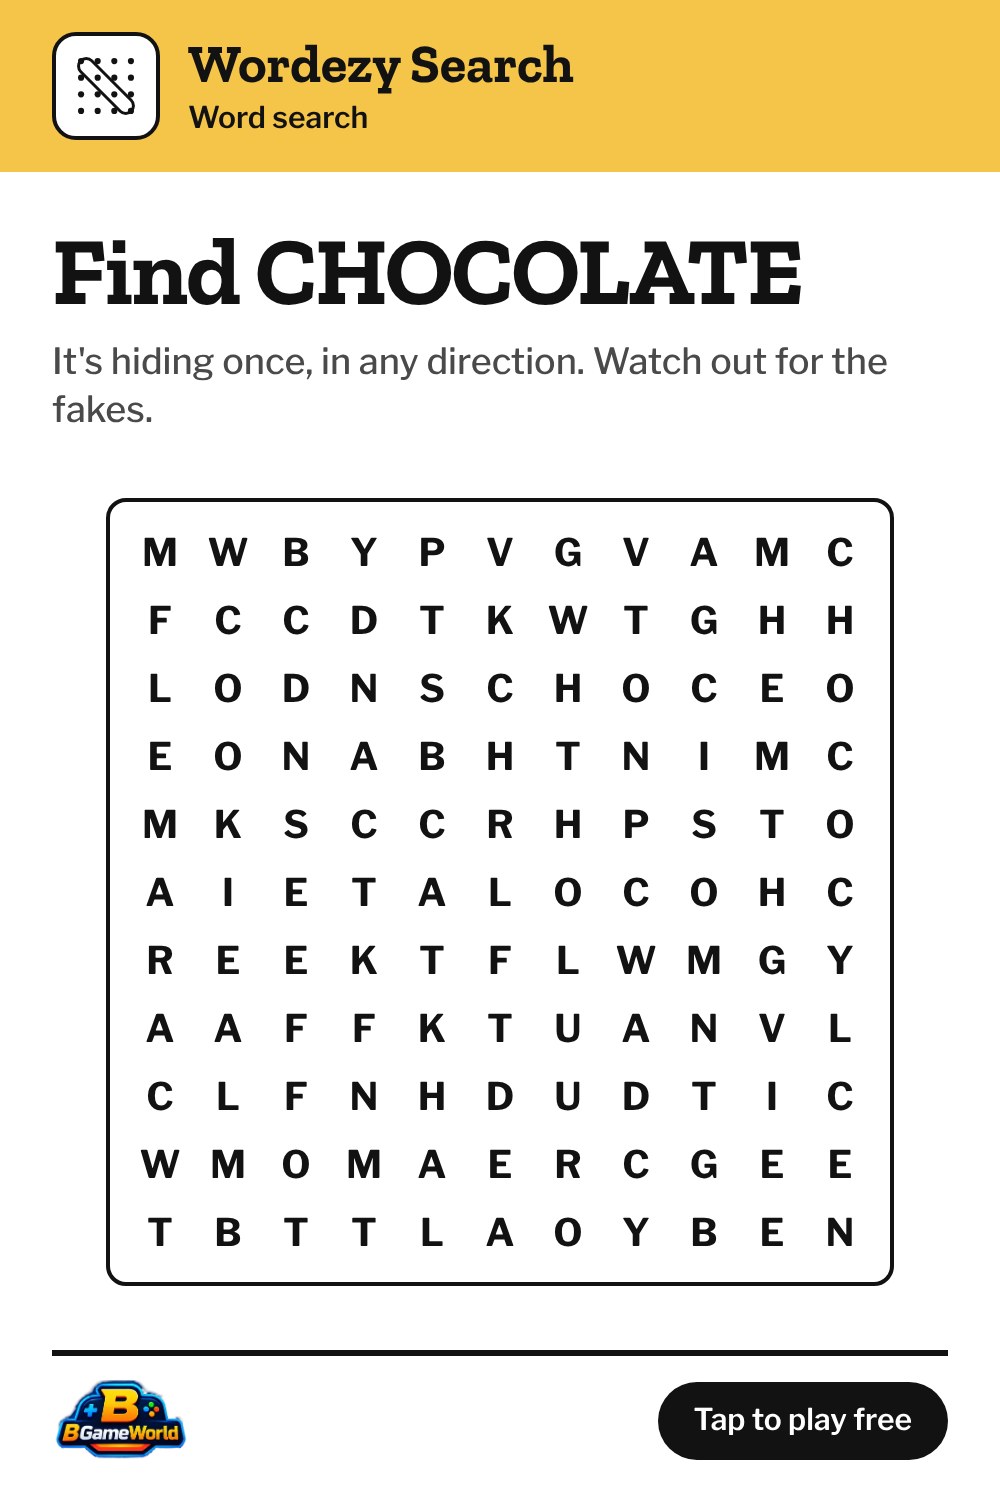 Wordezy Search
Word search
Find CHOCOLATE
It's hiding once, in any direction. Watch out for the
fakes.
M W B Y P V G V A M C
F C C D T K W T G H H
L O D N S C H O C E O
E O N A B H T N I M C
M K S C C R H P S T O
A I E T A L O C O H C
R E E K T F L W M G Y
A A F F K T U A N V L
C L F N H D U D T I C
W M O M A E R C G E E
T B T T L A O Y B E N
B
BGameWorld
Tap to play free